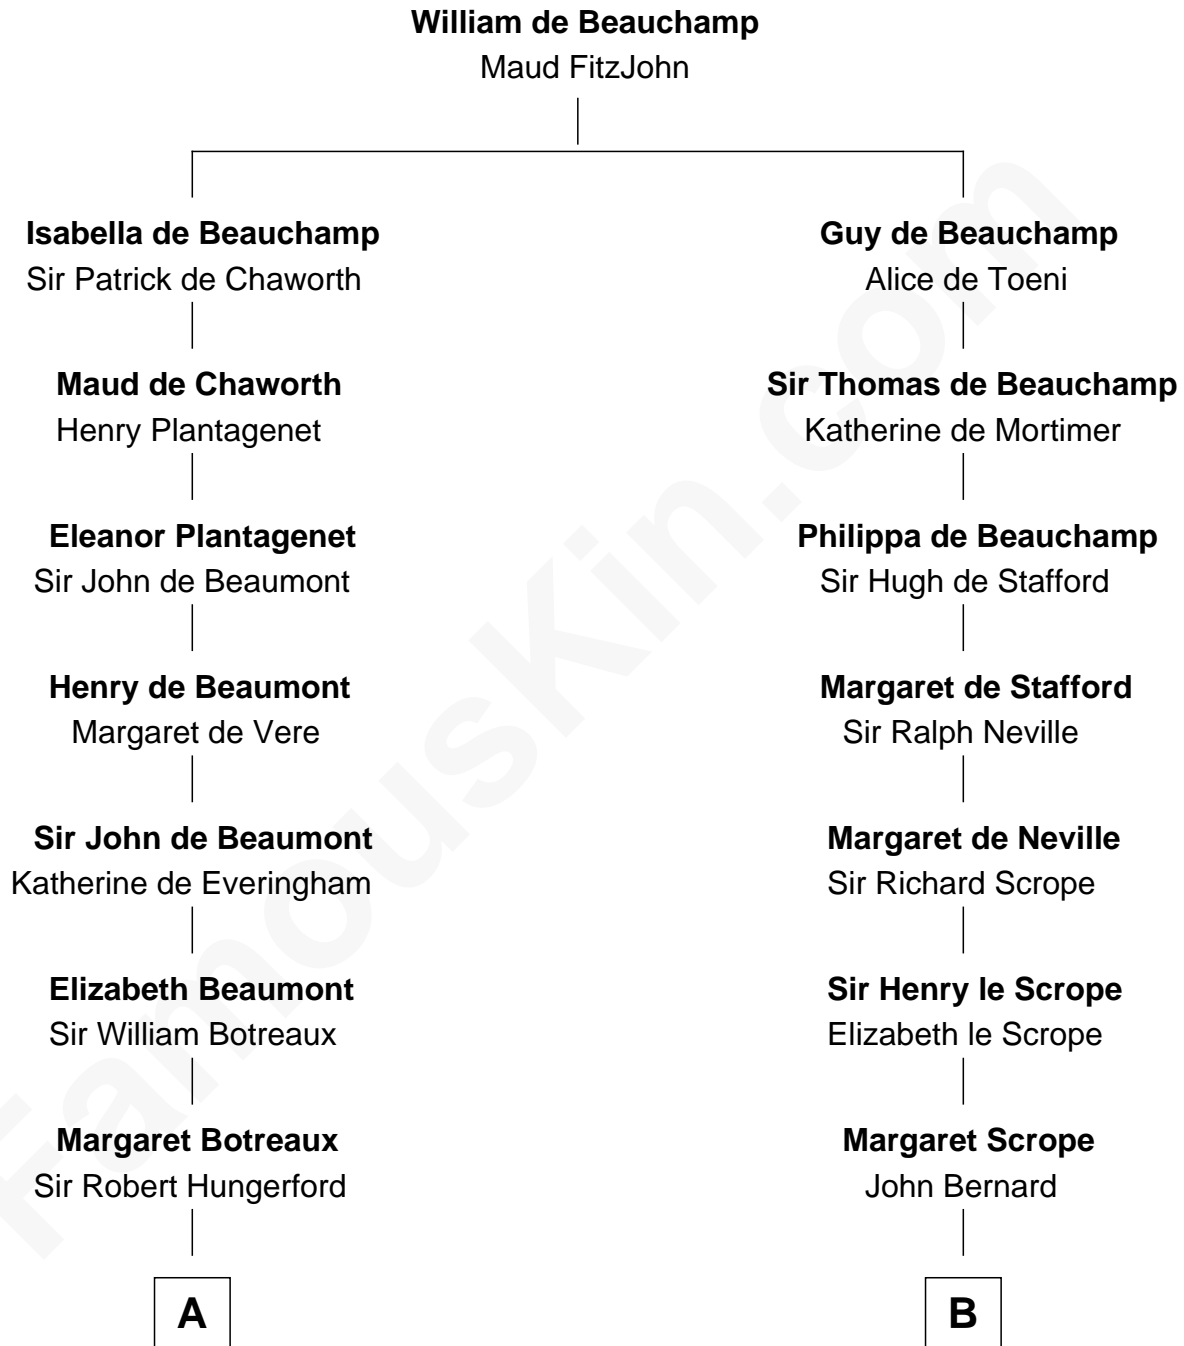 William de Beauchamp
Maud FitzJohn
Isabella de Beauchamp
Sir Patrick de Chaworth
Guy de Beauchamp
Alice de Toeni
Maud de Chaworth
Henry Plantagenet
Sir Thomas de Beauchamp
Katherine de Mortimer
Eleanor Plantagenet
Sir John de Beaumont
Philippa de Beauchamp
Sir Hugh de Stafford
Henry de Beaumont
Margaret de Vere
Margaret de Stafford
Sir Ralph Neville
Sir John de Beaumont
Katherine de Everingham
Margaret de Neville
Sir Richard Scrope
Elizabeth Beaumont
Sir William Botreaux
Sir Henry le Scrope
Elizabeth le Scrope
Margaret Botreaux
Sir Robert Hungerford
Margaret Scrope
John Bernard
A
B
FamousKin.com